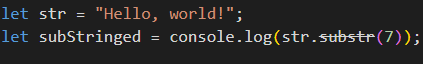 let str = "Hello, world!";
let subStringed = console.log(str.substr(7));